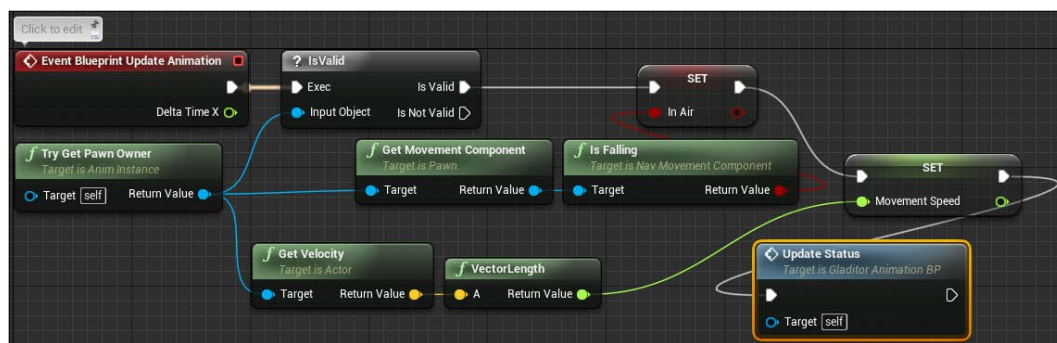 Click to edit
Event Blueprint Update Animation
Delta Time X
? IsValid
Exec
Is Valid
Input Object
Is Not Valid
SET
In Air
f Try Get Pawn Owner
Target is Anim Instance
Target self
Return Value
f Get Movement Component
Target is Pawn
Target
Return Value
f Is Falling
Target is Nav Movement Component
Target
Return Value
SET
Movement Speed
f Get Velocity
Target is Actor
Target
Return Value
f VectorLength
A
Return Value
Update Status
Target is Gladitor Animation BP
Target self